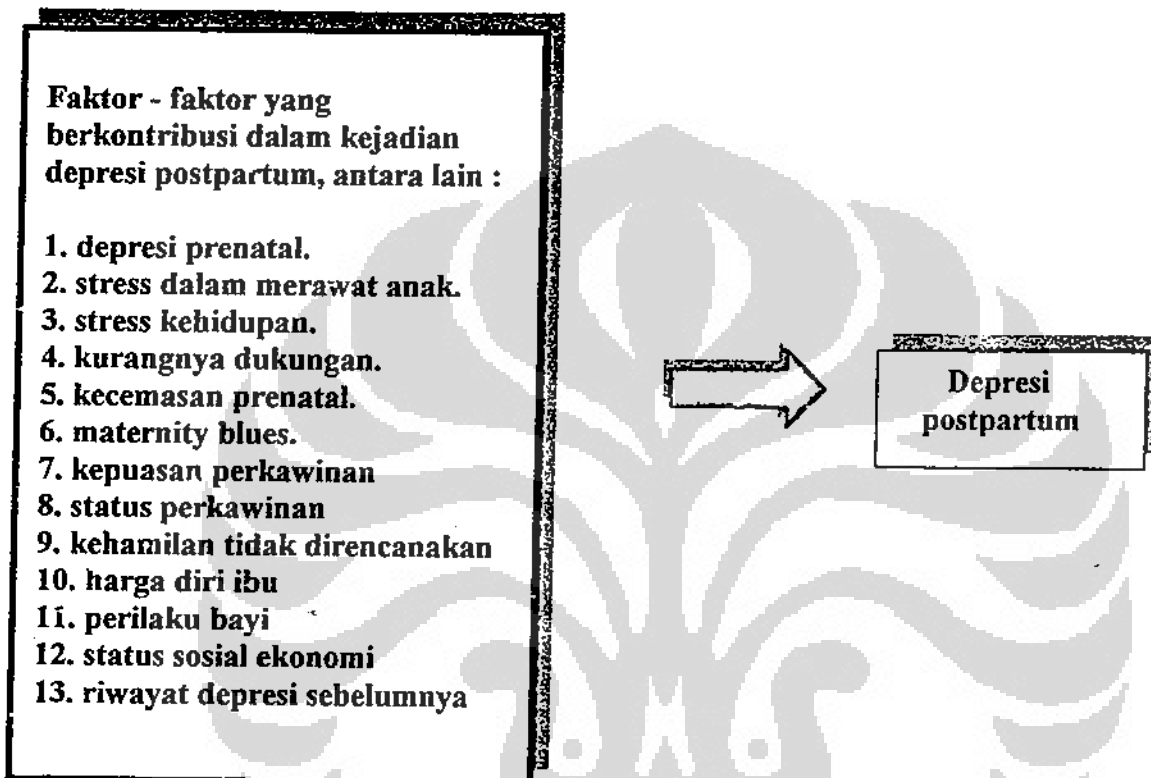 Faktor - faktor yang
berkontribusi dalam kejadian
depresi postpartum, antara lain :
1. depresi prenatal.
2. stress dalam merawat anak.
3. stress kehidupan.
4. kurangnya dukungan.
5. kecemasan prenatal.
6. maternity blues.
7. kepuasan perkawinan
8. status perkawinan
9. kehamilan tidak direncanakan
10. harga diri ibu
11. perilaku bayi
12. status sosial ekonomi
13. riwayat depresi sebelumnya
Depresi
postpartum